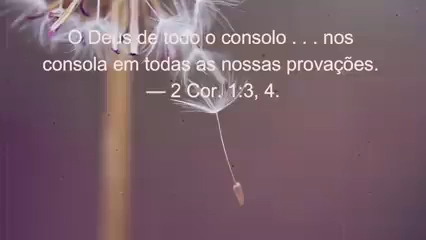 O Deus de todo o consolo . . . nos
consola em todas as nossas provações.
— 2 Cor. 1:3, 4.